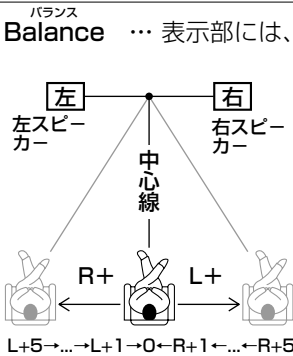 バランス
Balance … 表示部には、
左 右
左スピー
カー
右スピー
カー
中心線
R+ L+
L+5→...→L+1→0←R+1←...←R+5